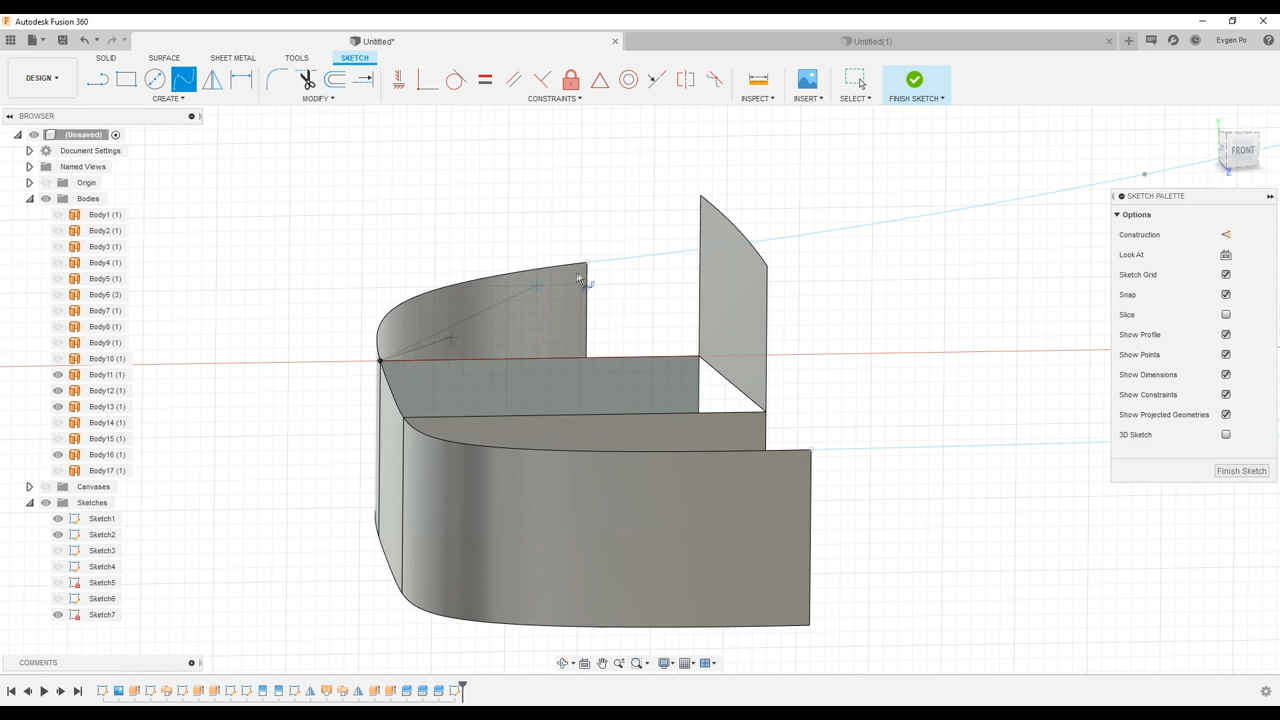 Autodesk Fusion 360
Untitled*
Untitled(1)
Evgen Po
SOLID
SURFACE
SHEET METAL
TOOLS
SKETCH
DESIGN
CREATE
MODIFY
CONSTRAINTS
INSPECT
INSERT
SELECT
FINISH SKETCH
BROWSER
(Unsaved)
Document Settings
Named Views
Origin
Bodies
Body1 (1)
Body2 (1)
Body3 (1)
Body4 (1)
Body5 (1)
Body6 (3)
Body7 (1)
Body8 (1)
Body9 (1)
Body10 (1)
Body11 (1)
Body12 (1)
Body13 (1)
Body14 (1)
Body15 (1)
Body16 (1)
Body17 (1)
Canvases
Sketches
Sketch1
Sketch2
Sketch3
Sketch4
Sketch5
Sketch6
Sketch7
Y
FRONT
Z
SKETCH PALETTE
Options
Construction
Look At
Sketch Grid
Snap
Slice
Show Profile
Show Points
Show Dimensions
Show Constraints
Show Projected Geometries
3D Sketch
Finish Sketch
COMMENTS